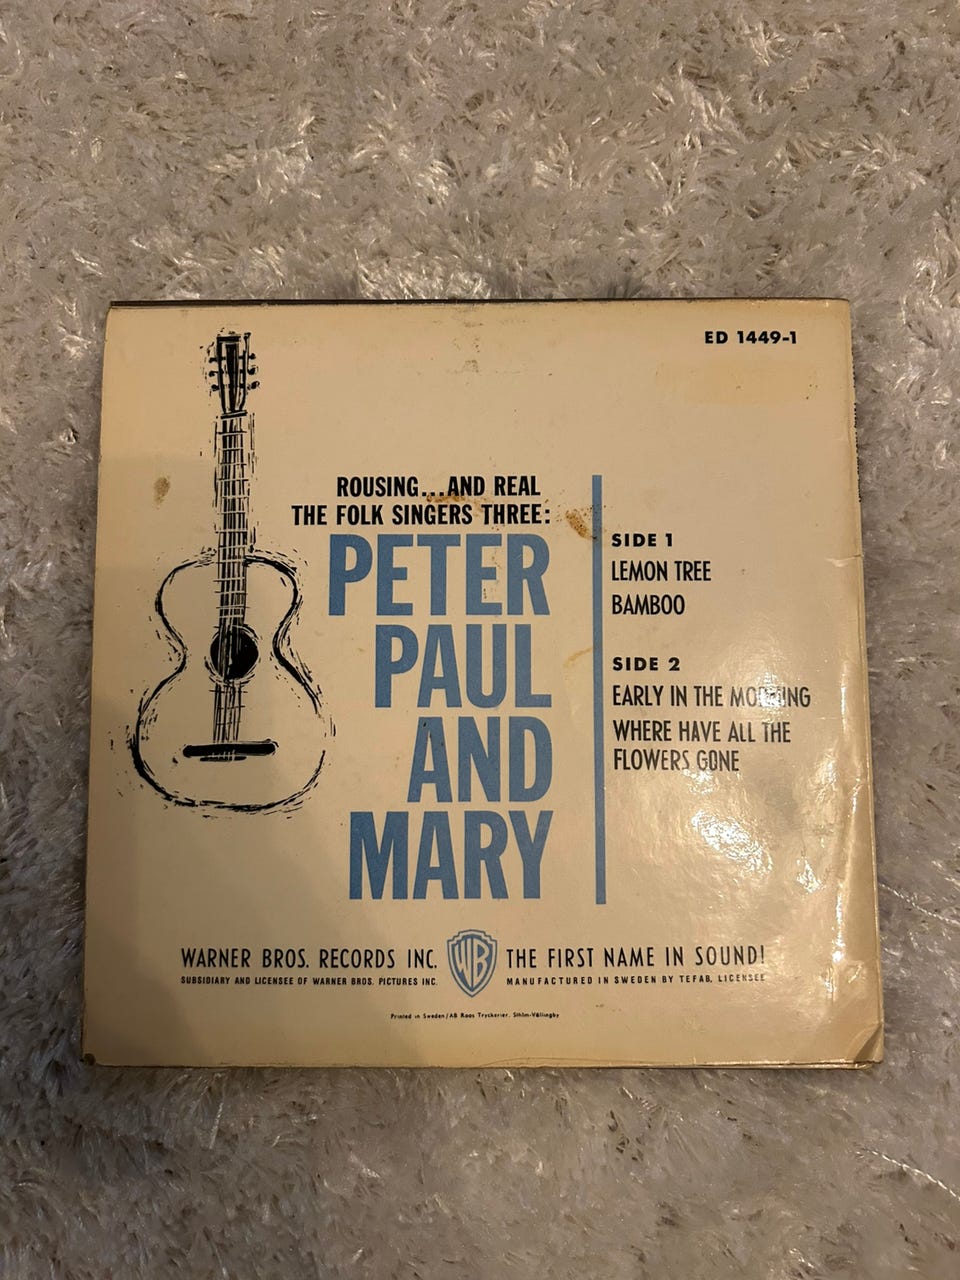 ED 1449-1
ROUSING...AND REAL
THE FOLK SINGERS THREE:
PETER
PAUL
AND
MARY
SIDE 1
LEMON TREE
BAMBOO
SIDE 2
EARLY IN THE MORNING
WHERE HAVE ALL THE
FLOWERS GONE
WARNER BROS. RECORDS INC.
SUBSIDIARY AND LICENSEE OF WARNER BROS. PICTURES INC.
WB
THE FIRST NAME IN SOUND!
MANUFACTURED IN SWEDEN BY TEFAB, LICENSEE
Printed in Sweden/AB Roos Tryckerier, Sthlm-Vällingby